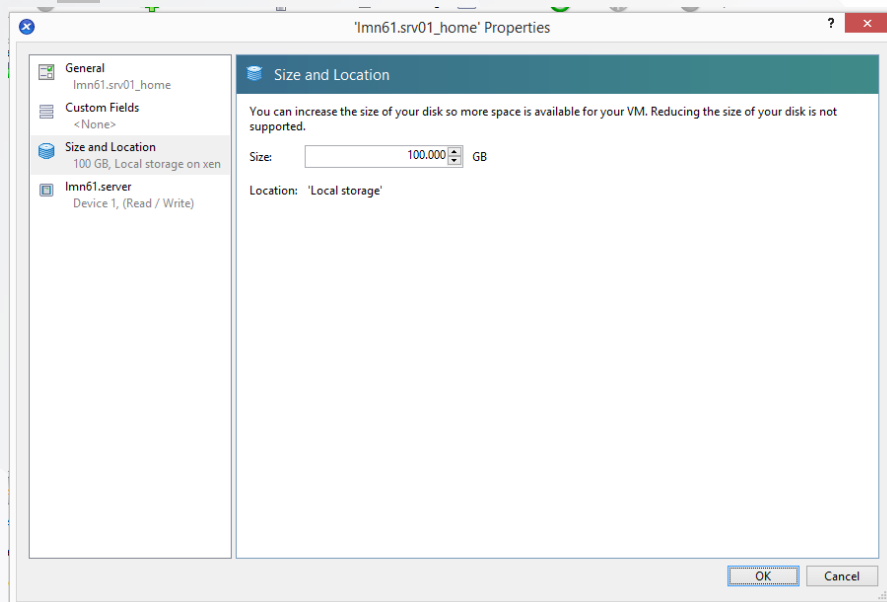 'lmn61.srv01_home' Properties
?
General
lmn61.srv01_home
Custom Fields
<None>
Size and Location
100 GB, Local storage on xen
lmn61.server
Device 1, (Read / Write)
Size and Location
You can increase the size of your disk so more space is available for your VM. Reducing the size of your disk is not
supported.
Size:
100.000
GB
Location:
'Local storage'
OK
Cancel